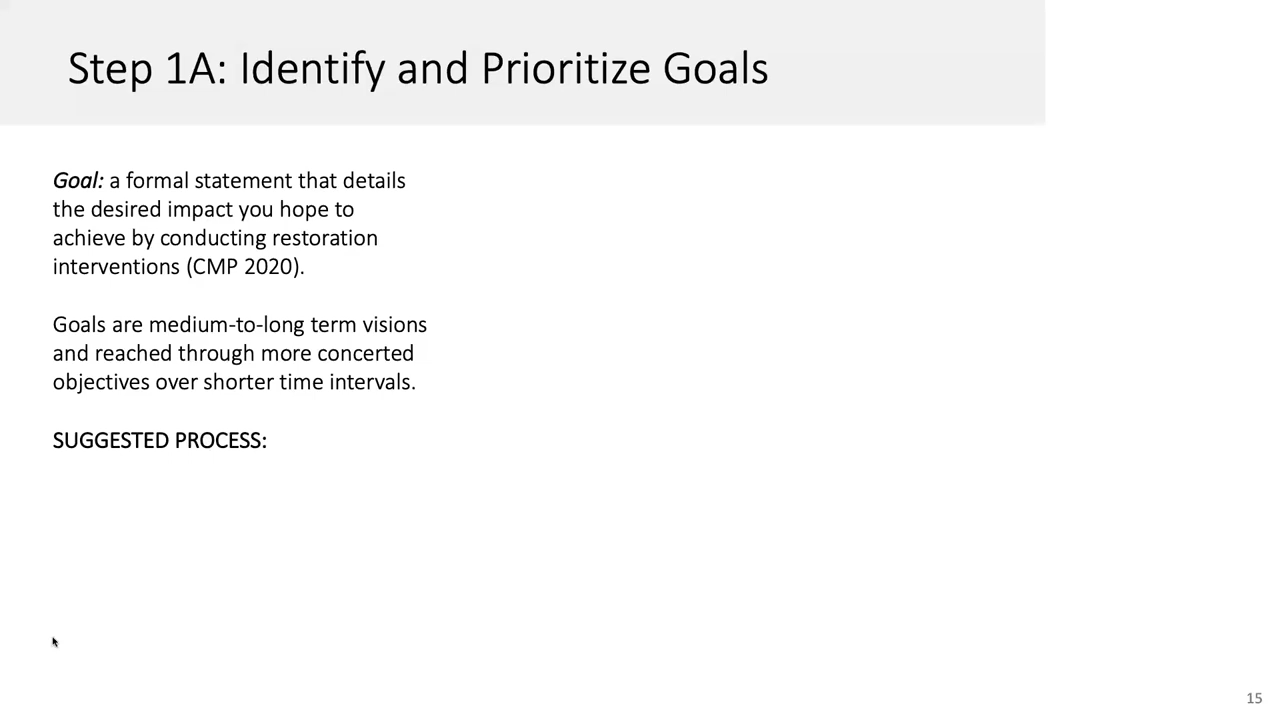 Step 1A: Identify and Prioritize Goals
Goal: a formal statement that details
the desired impact you hope to
achieve by conducting restoration
interventions (CMP 2020).
Goals are medium-to-long term visions
and reached through more concerted
objectives over shorter time intervals.
SUGGESTED PROCESS:
15